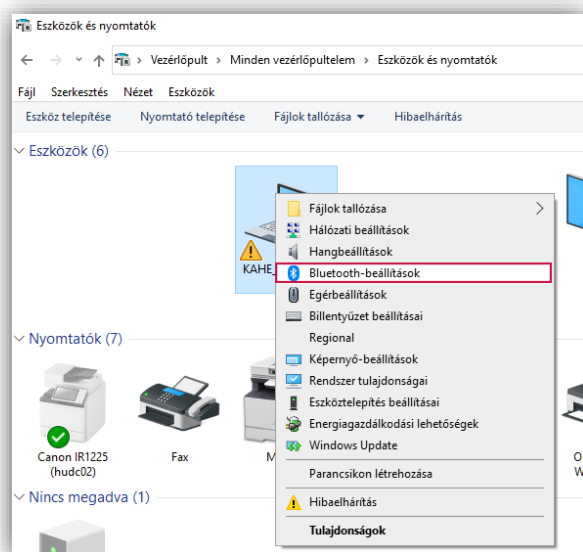 Eszközök és nyomtatók
Vezérlőpult > Minden vezérlőpultelem > Eszközök és nyomtatók
Fájl Szerkesztés Nézet Eszközök
Eszköz telepítése Nyomtató telepítése Fájlok tallózása Hibaelhárítás
Eszközök (6)
KAHE_
Fájlok tallózása
Hálózati beállítások
Hangbeállítások
Bluetooth-beállítások
Egérbeállítások
Billentyűzet beállításai
Regional
Képernyő-beállítások
Rendszer tulajdonságai
Eszköztelepítés beállításai
Energiagazdálkodási lehetőségek
Windows Update
Parancsikon létrehozása
Hibaelhárítás
Tulajdonságok
Nyomtatók (7)
Canon IR1225
(hudc02)
Fax
Nincs megadva (1)